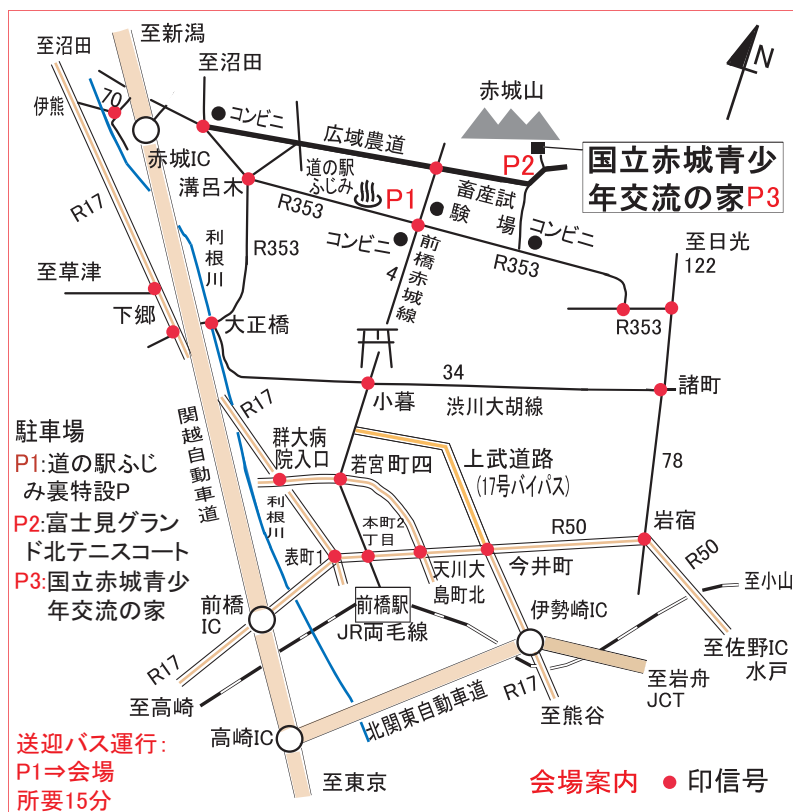 至新潟
至沼田
至沼田
70
伊熊
コンビニ
赤城山
N
広域農道
赤城IC
道の駅
ふじみ
P2
国立赤城青少
年交流の家P3
溝呂木
P1
畜産試
験場
R17
R353
コンビニ
コンビニ
至日光
122
利根川
R353
前橋赤城線
4
R353
至草津
下郷
大正橋
R353
34
小暮
渋川大胡線
諸町
関越自動車道
R17
駐車場
P1:道の駅ふじ
み裏特設P
P2:富士見グラン
ド北テニスコート
P3:国立赤城青少
年交流の家
群大病
院入口
若宮町四
上武道路
(17号バイパス)
78
利根川
本町2
丁目
R50
岩宿
表町1
天川大
島町北
今井町
R50
前橋
IC
前橋駅
JR両毛線
伊勢崎IC
至小山
R17
至高崎
至佐野IC
水戸
至岩舟
JCT
R17
至熊谷
北関東自動車道
高崎IC
至東京
送迎バス運行:
P1⇒会場
所要15分
会場案内 ●印信号